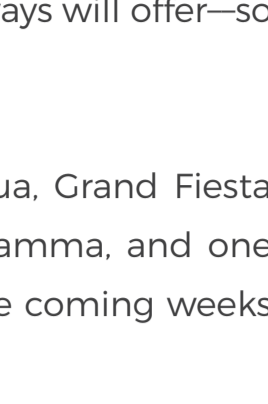 ays will offer—so
ua, Grand Fiesta
amma, and one
e coming weeks